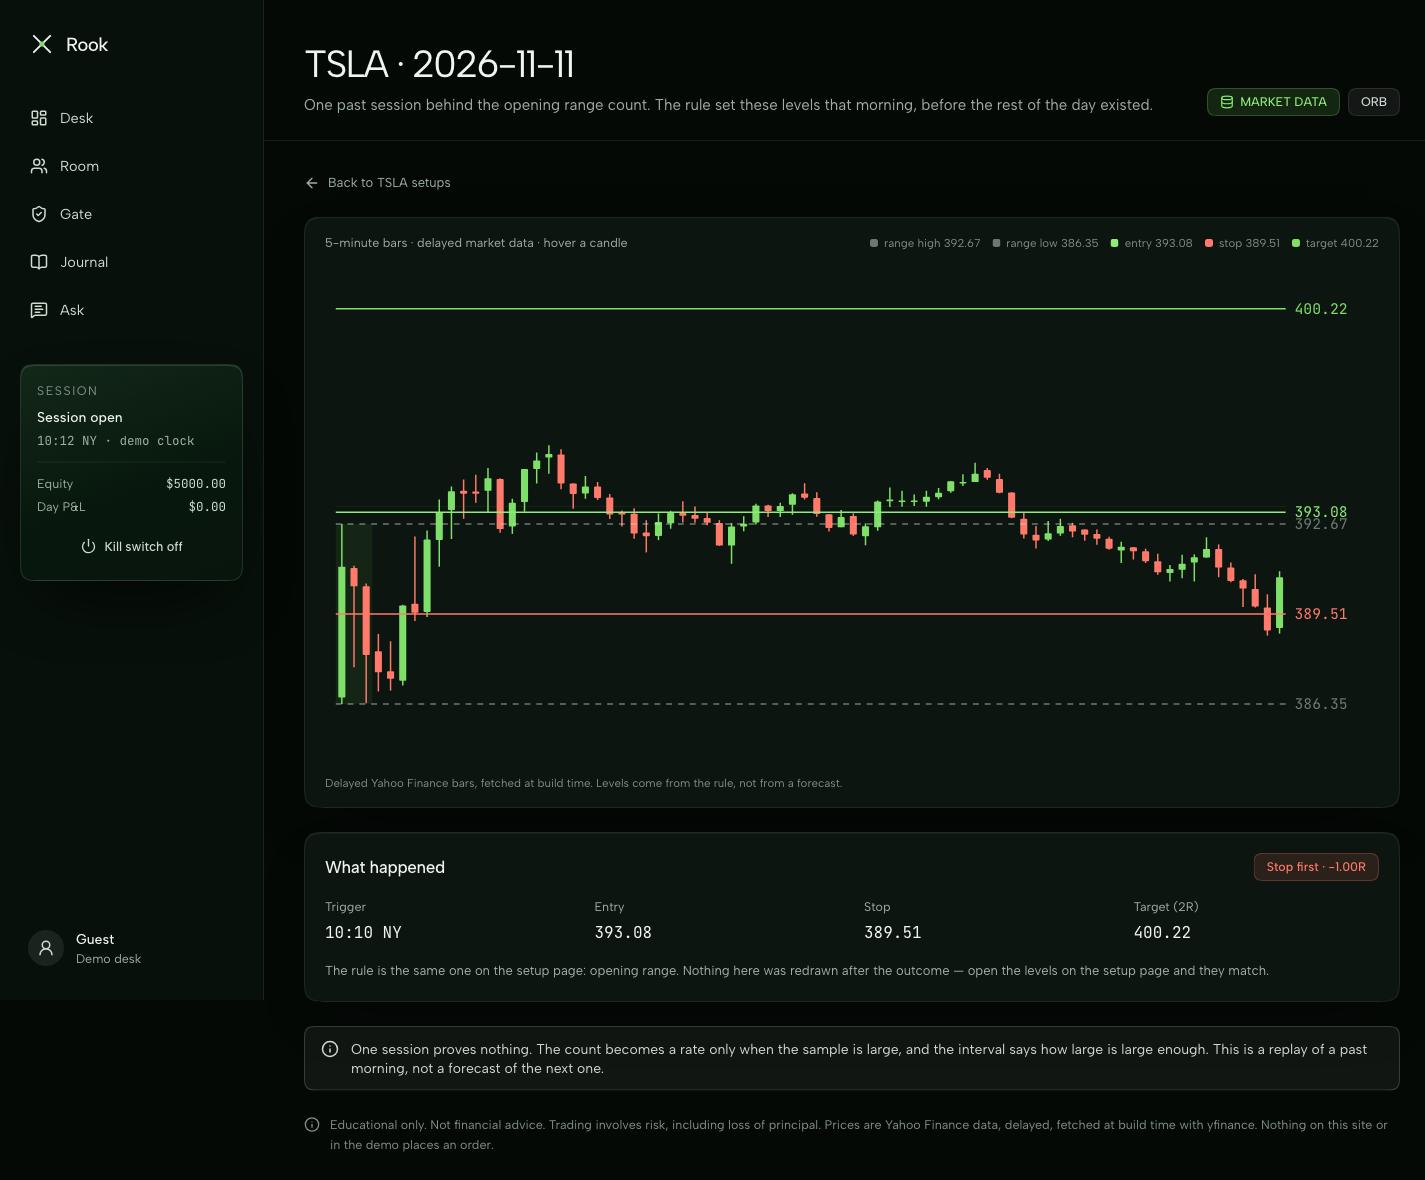 Rook
Desk
Room
Gate
Journal
Ask
SESSION
Session open
10:12 NY · demo clock
Equity $5000.00
Day P&L $0.00
Kill switch off
Guest
Demo desk
TSLA · 2026-11-11
One past session behind the opening range count. The rule set these levels that morning, before the rest of the day existed.
MARKET DATA ORB
Back to TSLA setups
5-minute bars · delayed market data · hover a candle
range high 392.67 range low 386.35 entry 393.08 stop 389.51 target 400.22
400.22
393.08
392.67
389.51
386.35
Delayed Yahoo Finance bars, fetched at build time. Levels come from the rule, not from a forecast.
What happened
Stop first · -1.00R
Trigger Entry Stop Target (2R)
10:10 NY 393.08 389.51 400.22
The rule is the same one on the setup page: opening range. Nothing here was redrawn after the outcome — open the levels on the setup page and they match.
One session proves nothing. The count becomes a rate only when the sample is large, and the interval says how large is large enough. This is a replay of a past
morning, not a forecast of the next one.
Educational only. Not financial advice. Trading involves risk, including loss of principal. Prices are Yahoo Finance data, delayed, fetched at build time with yfinance. Nothing on this site or
in the demo places an order.